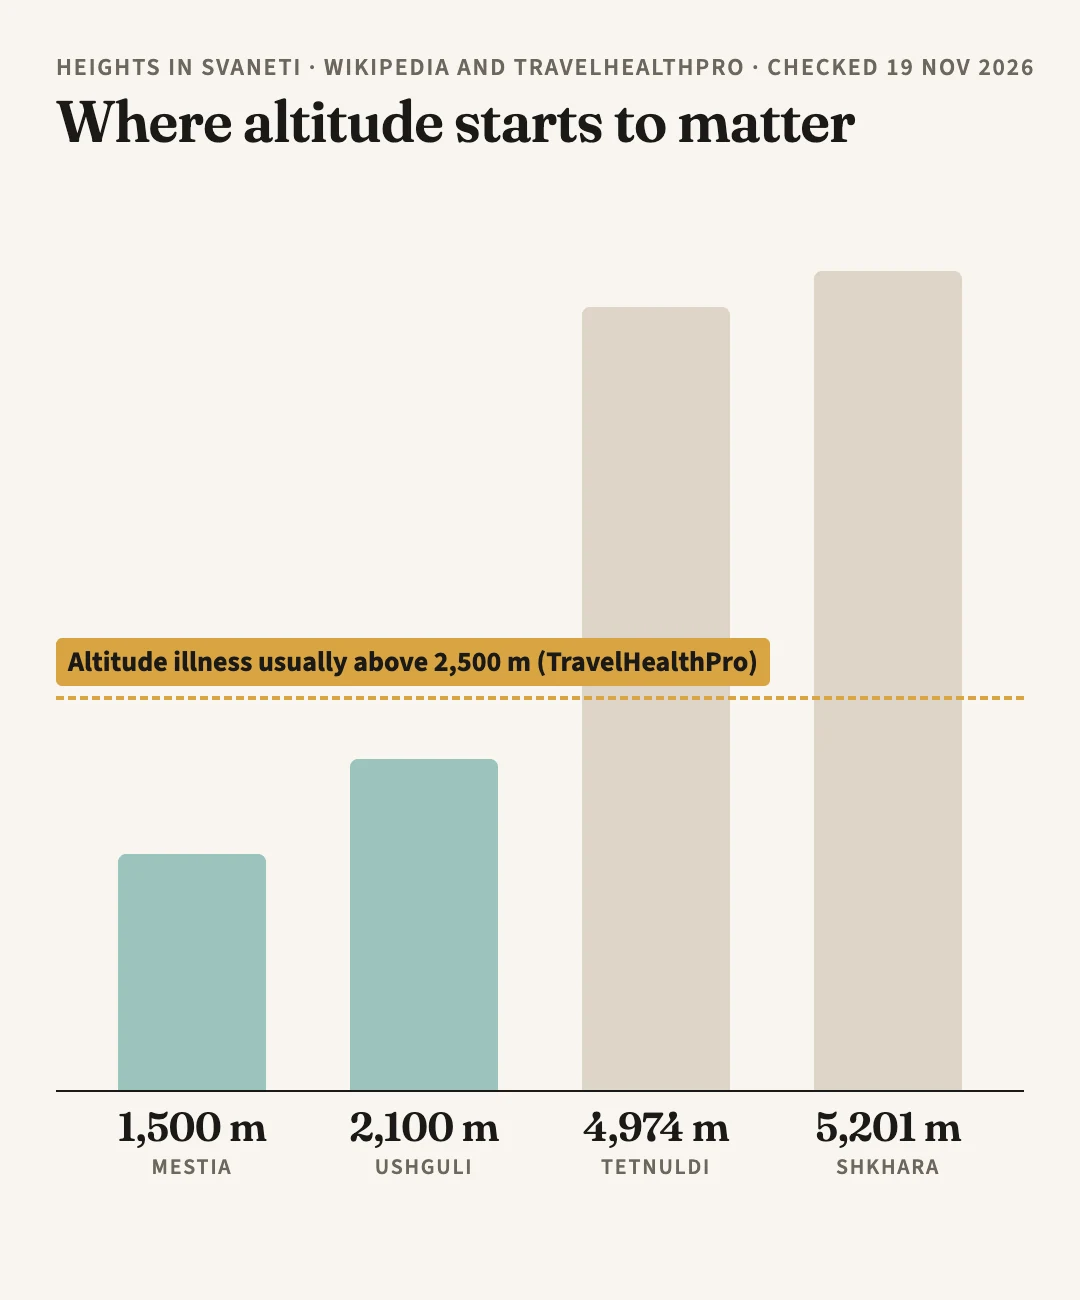 HEIGHTS IN SVANETI · WIKIPEDIA AND TRAVELHEALTHPRO · CHECKED 19 NOV 2026
Where altitude starts to matter
Altitude illness usually above 2,500 m (TravelHealthPro)
1,500 m
MESTIA
2,100 m
USHGULI
4,974 m
TETNULDI
5,201 m
SHKHARA